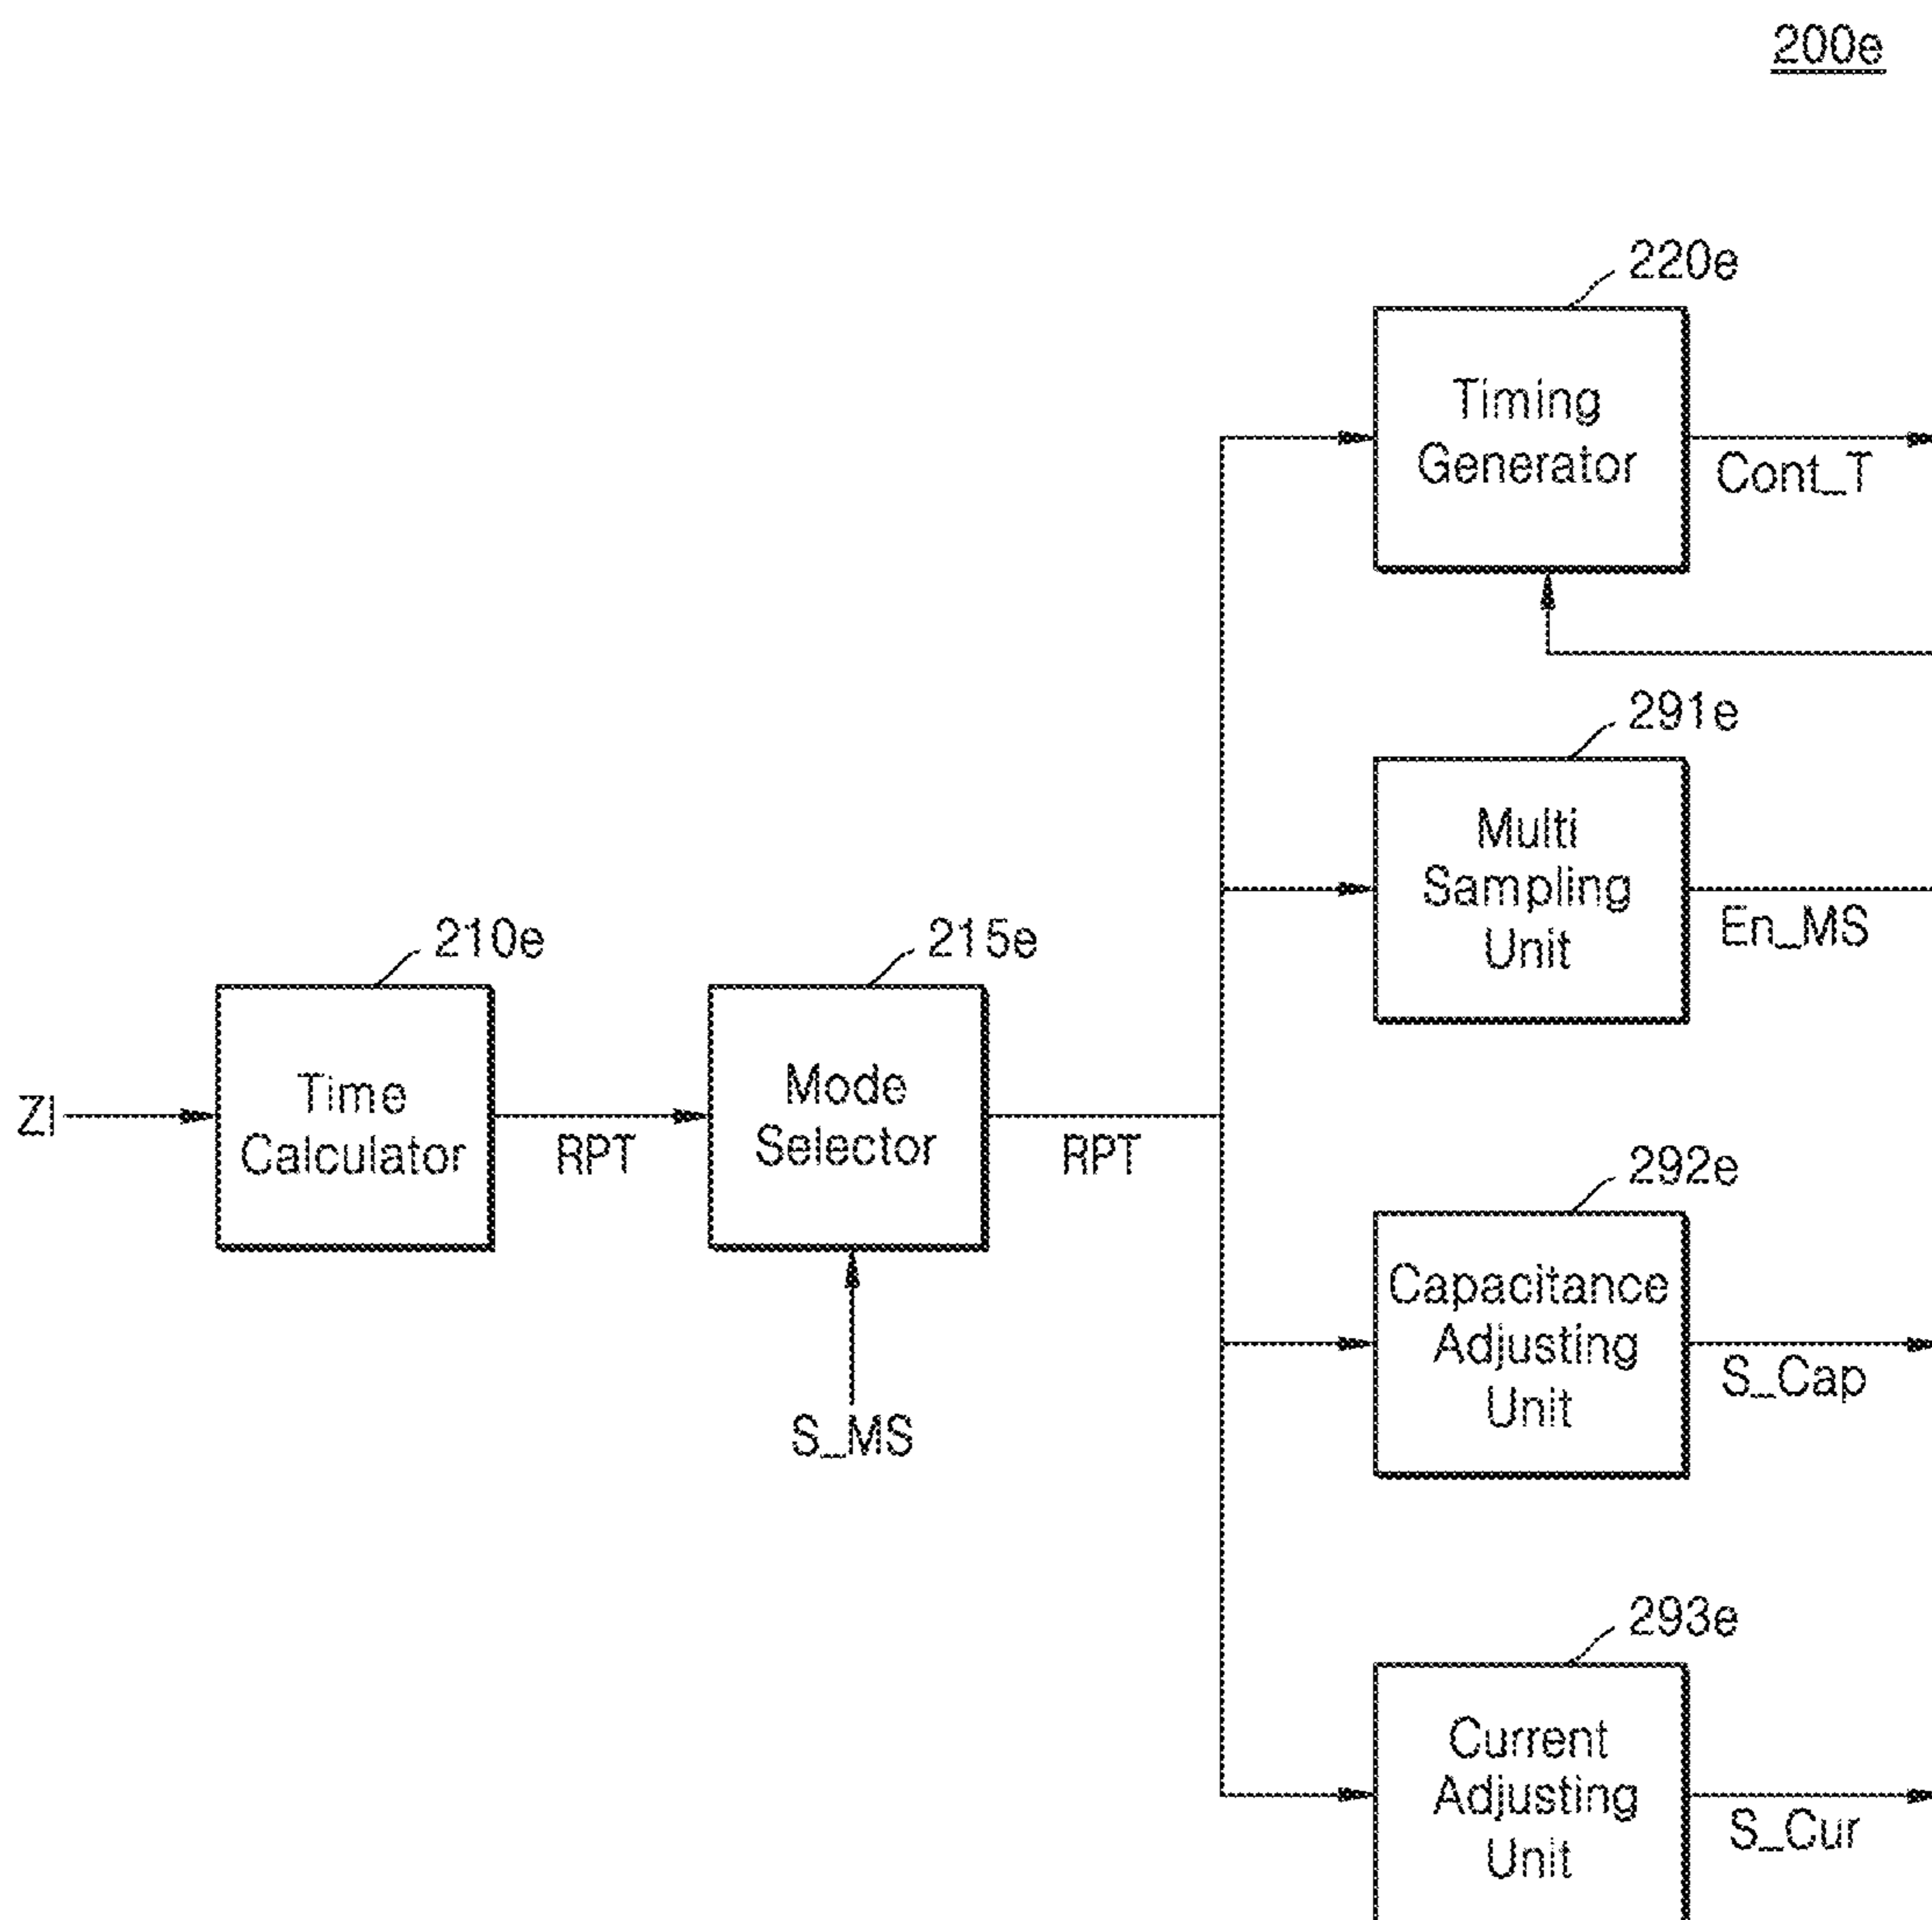 200e
220e
Timing
Generator
Cont_T
291e
Multi
Sampling
Unit
En_MS
210e
215e
ZI
Time
Calculator
RPT
Mode
Selector
RPT
S_MS
292e
Capacitance
Adjusting
Unit
S_Cap
293e
Current
Adjusting
Unit
S_Cur